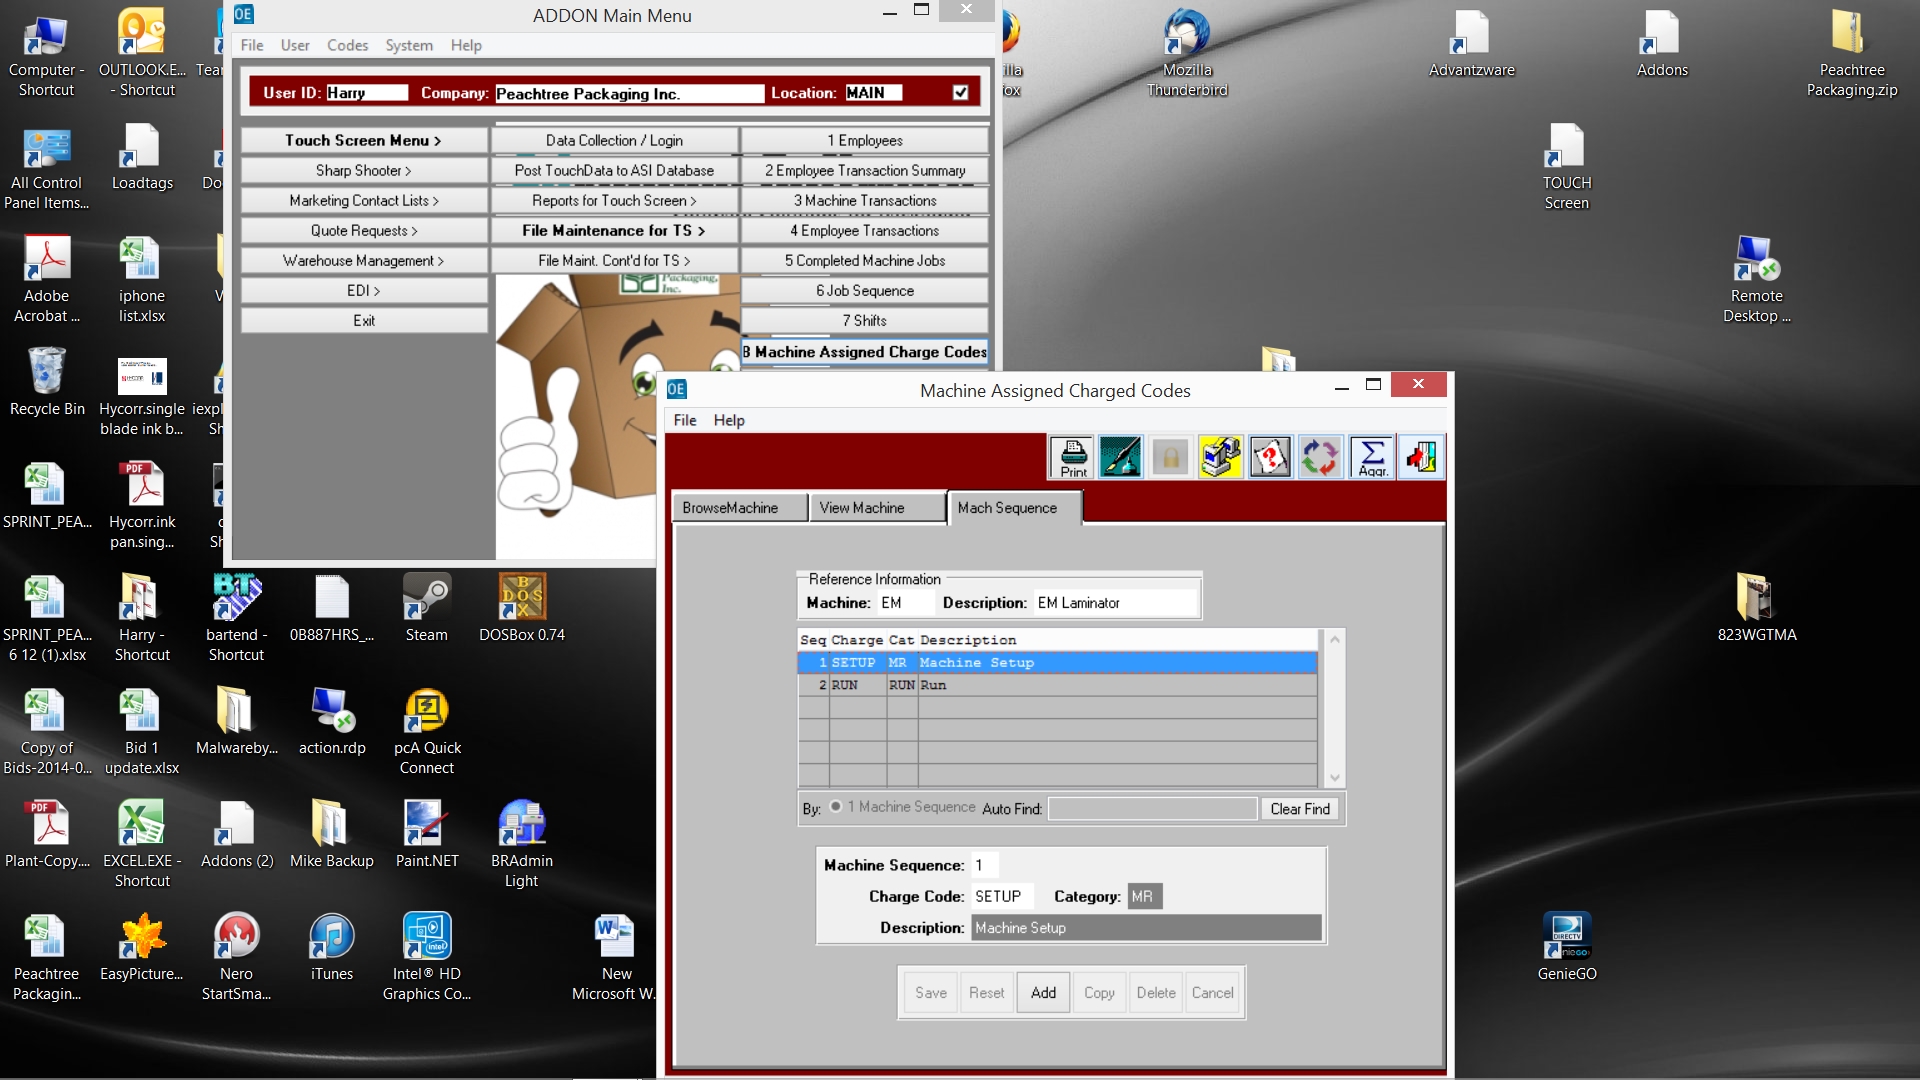 ADDON Main Menu
File User Codes System Help
User ID: Harry Company: Peachtree Packaging Inc. Location: MAIN
Touch Screen Menu >
Sharp Shooter >
Marketing Contact Lists >
Quote Requests >
Warehouse Management >
EDI >
Exit
Data Collection / Login
Post TouchData to ASI Database
Reports for Touch Screen >
File Maintenance for TS >
File Maint. Cont'd for TS >
1 Employees
2 Employee Transaction Summary
3 Machine Transactions
4 Employee Transactions
5 Completed Machine Jobs
6 Job Sequence
7 Shifts
Machine Assigned Charge Codes
Packaging,
Inc.
Machine Assigned Charged Codes
File Help
Print
Aggr.
BrowseMachine View Machine Mach Sequence
Reference Information
Machine: EM Description: EM Laminator
Seq Charge Cat Description
1 SETUP MR Machine Setup
2 RUN RUN Run
By: 1 Machine Sequence Auto Find: Clear Find
Machine Sequence: 1
Charge Code: SETUP Category: MR
Description: Machine Setup
Save Reset Add Copy Delete Cancel
Computer -
Shortcut
OUTLOOK.E...
- Shortcut
All Control
Panel Items...
Loadtags
Adobe
Acrobat ...
iphone
list.xlsx
Recycle Bin
Hycorr.single
blade ink b...
SPRINT_PEA...
Hycorr.ink
pan.sing...
SPRINT_PEA...
6 12 (1).xlsx
Harry -
Shortcut
bartend -
Shortcut
0B887HRS_...
Steam
DOSBox 0.74
Copy of
Bids-2014-0...
Bid 1
update.xlsx
Malwareby...
action.rdp
pcA Quick
Connect
Plant-Copy....
EXCEL.EXE -
Shortcut
Addons (2)
Mike Backup
Paint.NET
BRAdmin
Light
Peachtree
Packagin...
EasyPicture...
Nero
StartSma...
iTunes
Intel® HD
Graphics Co...
New
Microsoft W...
Mozilla
Thunderbird
Advantzware
Addons
Peachtree
Packaging.zip
TOUCH
Screen
Remote
Desktop ...
823WGTMA
DIRECTV
GenieGO